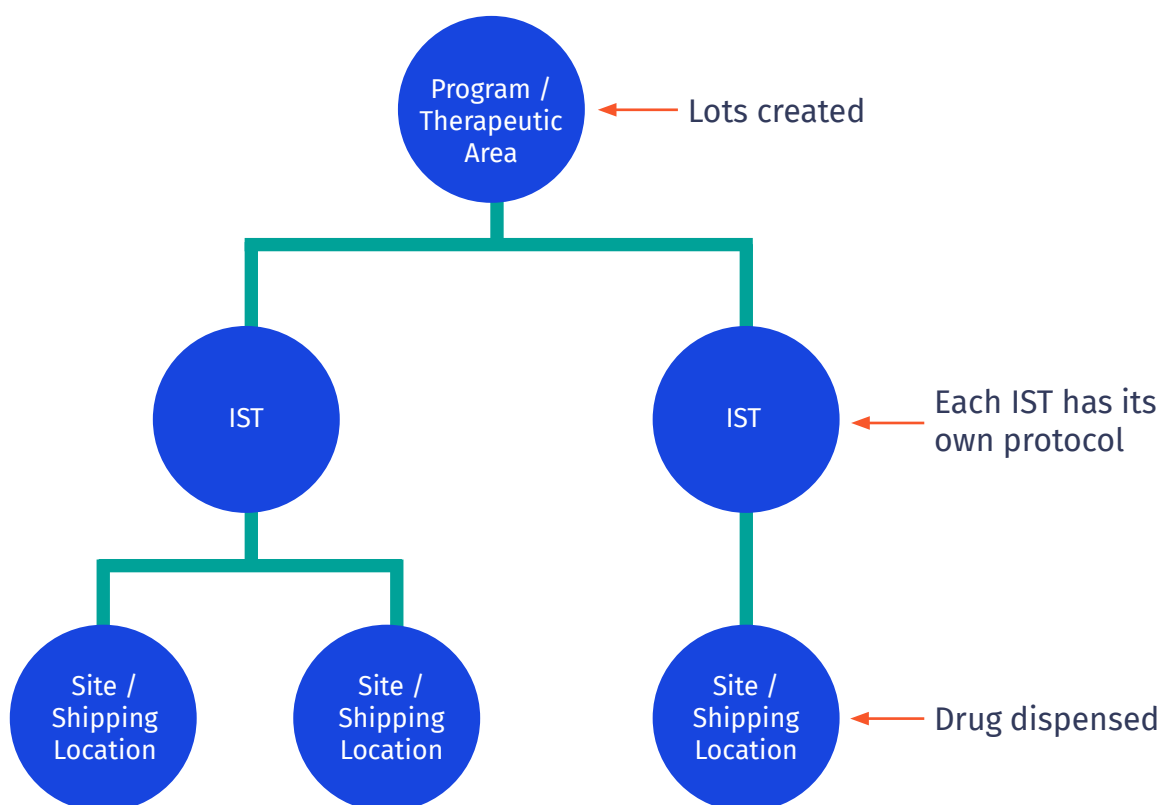 Program /
Therapeutic
Area
Lots created
IST
IST
Each IST has its
own protocol
Site /
Shipping
Location
Site /
Shipping
Location
Site /
Shipping
Location
Drug dispensed